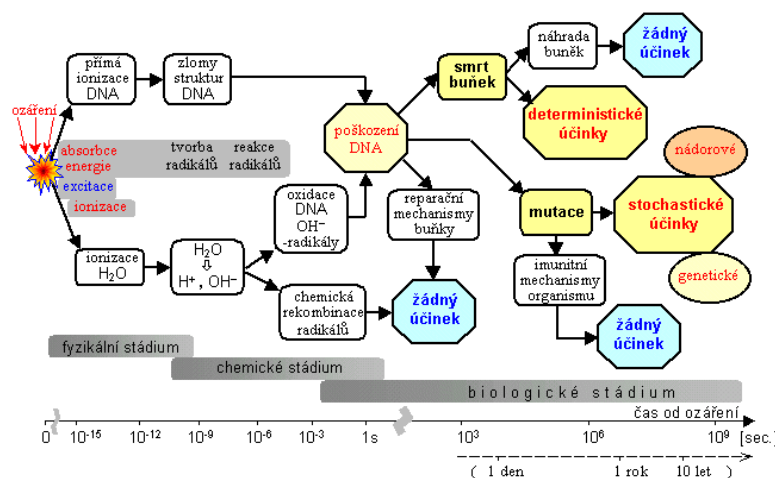 ozáření
přímá
ionizace
DNA
zlomy
struktur
DNA
absorbce
energie
excitace
ionizace
tvorba
radikálů
reakce
radikálů
ionizace
H₂O
H₂O
⇩
H⁺, OH⁻
oxidace
DNA
OH⁻
-radikály
chemická
rekombinace
radikálů
poškození
DNA
reparační
mechanismy
buňky
žádný
účinek
smrt
buněk
náhrada
buněk
žádný
účinek
deterministické
účinky
mutace
imunitní
mechanismy
organismu
žádný
účinek
stochastické
účinky
nádorové
genetické
fyzikální stádium
chemické stádium
biologické stádium
čas od ozáření
0 10⁻¹⁵ 10⁻¹² 10⁻⁹ 10⁻⁶ 10⁻³ 1s 10³ 10⁶ 10⁹ [sec.]
( 1 den 1 rok 10 let )